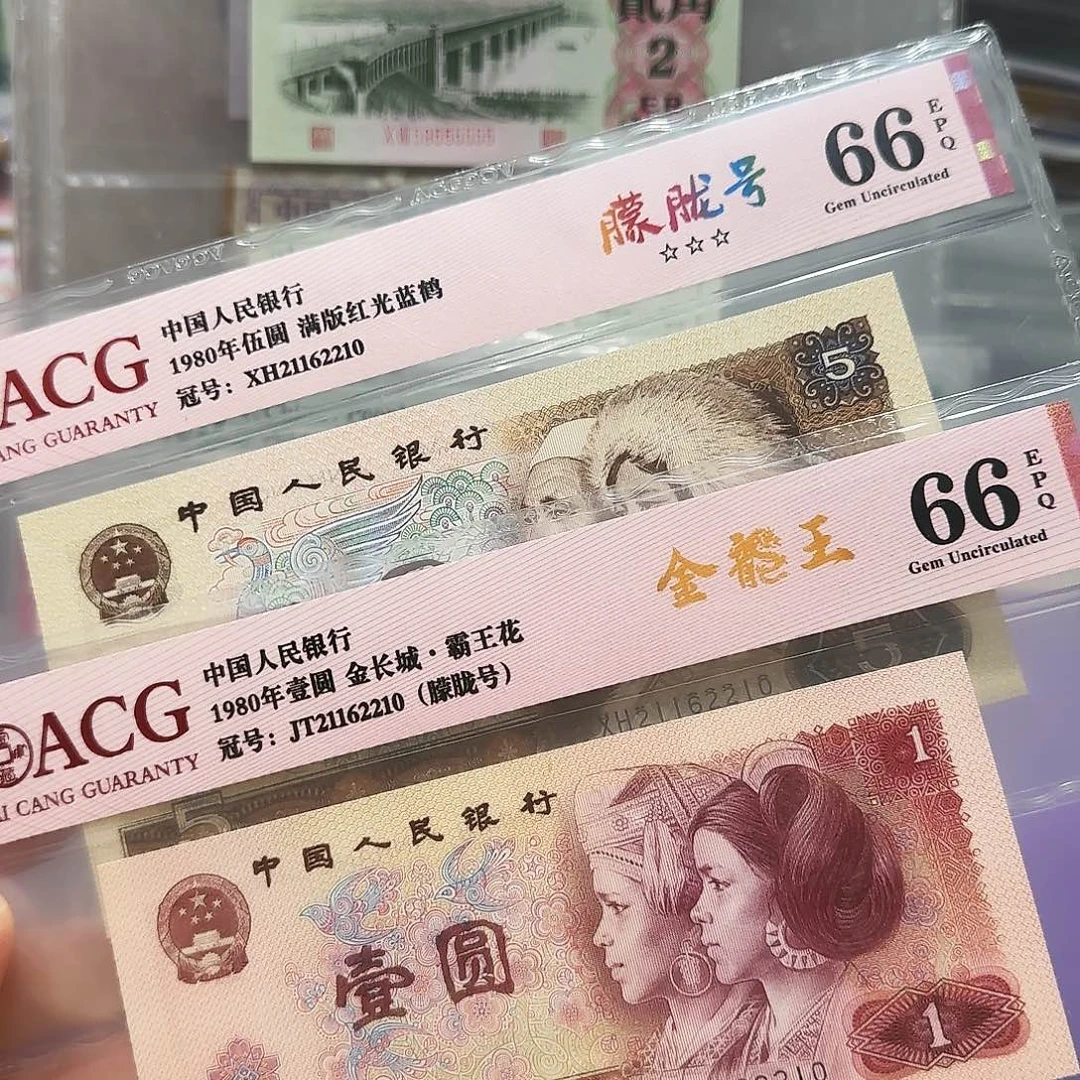 贰角
2
朦胧号
☆☆☆
66
EPQ
Gem Uncirculated
ACG
中国人民银行
1980年伍圆 满版红光蓝鹤
冠号：XH21162210
ANG GUARANTY
5
中国人民银行
金龙王
66
EPQ
Gem Uncirculated
ACG
中国人民银行
1980年壹圆 金长城·霸王花
冠号：JT21162210（朦胧号）
I CANG GUARANTY
5
XH21162210
5
1
中国人民银行
壹圆
1